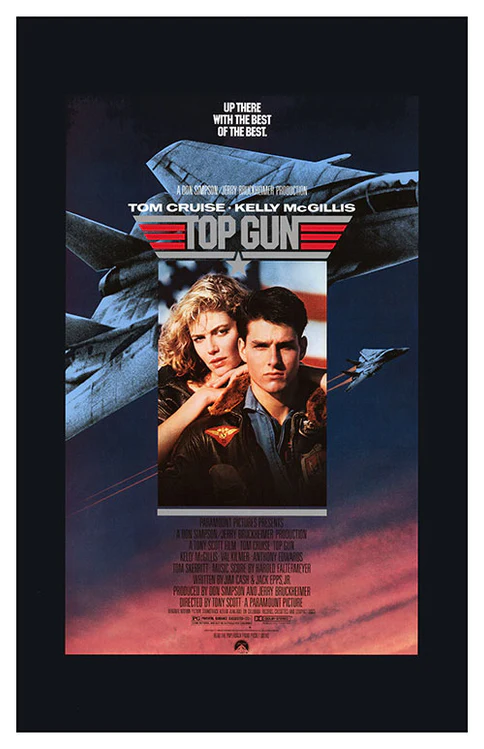 UP THERE
WITH THE BEST
OF THE BEST.
A DON SIMPSON/JERRY BRUCKHEIMER PRODUCTION
TOM CRUISE · KELLY McGILLIS
TOP GUN
PARAMOUNT PICTURES PRESENTS
A DON SIMPSON/JERRY BRUCKHEIMER PRODUCTION
A TONY SCOTT FILM · TOM CRUISE · TOP GUN
KELLY McGILLIS · VAL KILMER · ANTHONY EDWARDS
TOM SKERRITT · MUSIC SCORE BY HAROLD FALTERMEYER
WRITTEN BY JIM CASH & JACK EPPS, JR.
PRODUCED BY DON SIMPSON AND JERRY BRUCKHEIMER
DIRECTED BY TONY SCOTT · A PARAMOUNT PICTURE
PG